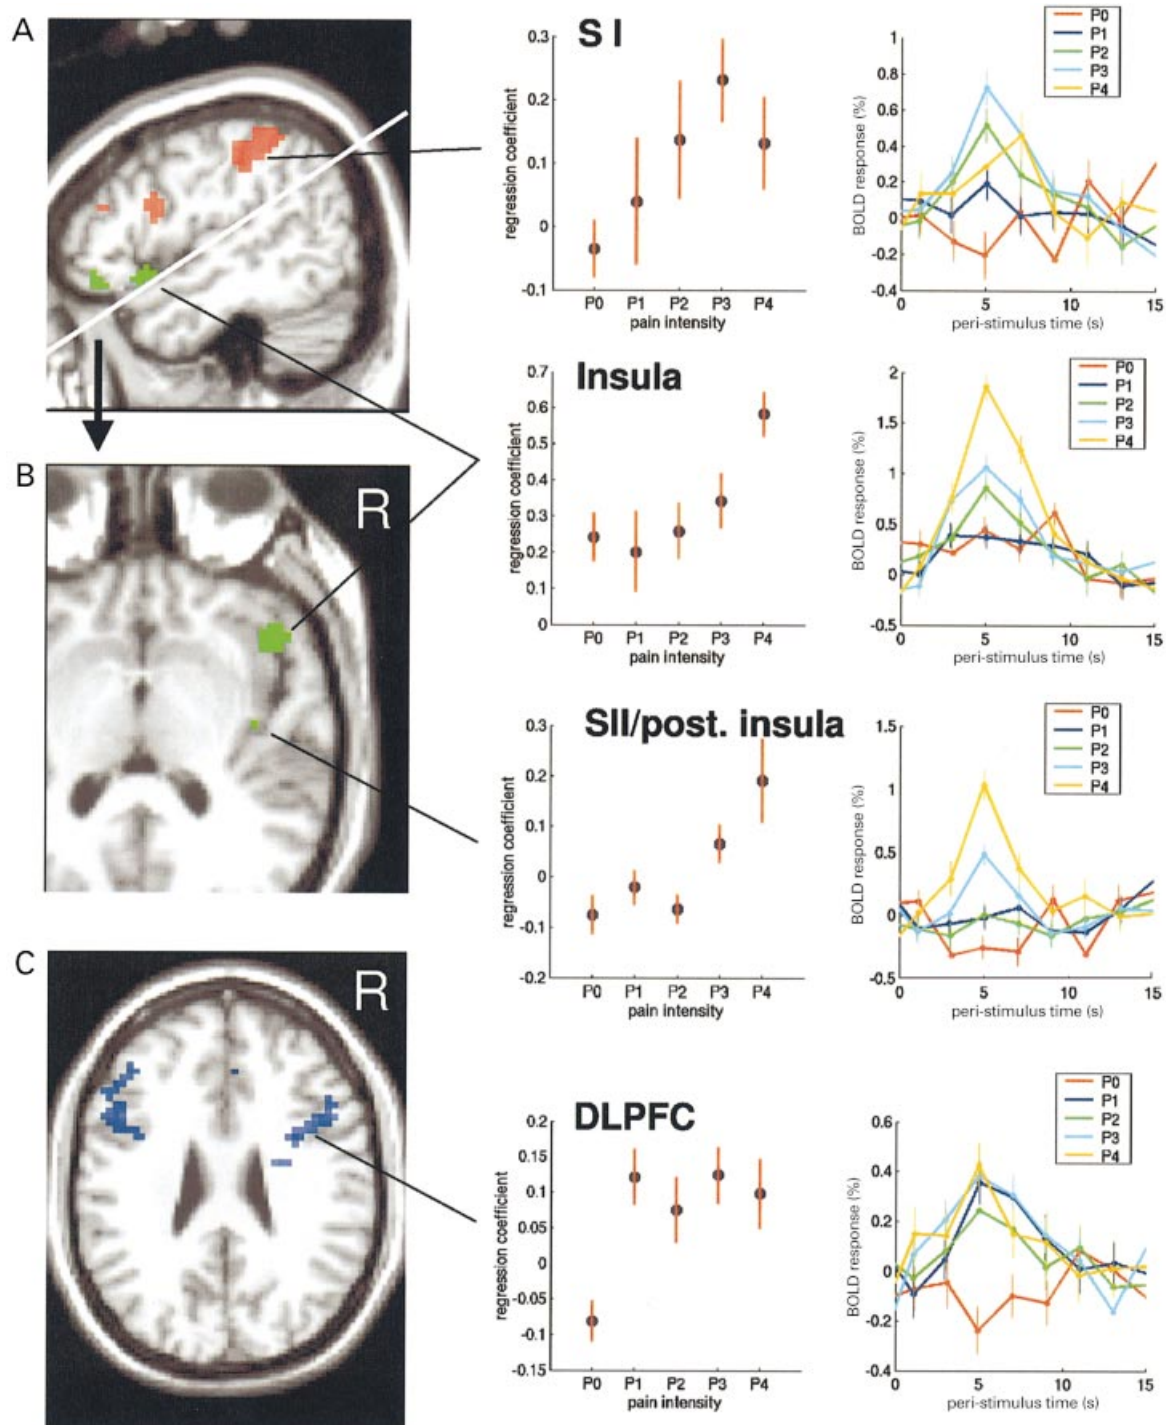 A
S I
0.3
0.2
0.1
0
-0.1
regression coefficient
P0 P1 P2 P3 P4
pain intensity
P0
P1
P2
P3
P4
1
0.8
0.6
0.4
0.2
0
-0.2
-0.4
BOLD response (%)
0 5 10 15
peri-stimulus time (s)
B
R
Insula
0.7
0.6
0.5
0.4
0.3
0.2
0.1
0
regression coefficient
P0 P1 P2 P3 P4
pain intensity
P0
P1
P2
P3
P4
2
1.5
1
0.5
0
-0.5
BOLD response (%)
0 5 10 15
peri-stimulus time (s)
SII/post. insula
0.3
0.2
0.1
0
-0.1
-0.2
regression coefficient
P0 P1 P2 P3 P4
pain intensity
P0
P1
P2
P3
P4
1.5
1
0.5
0
-0.5
BOLD response (%)
0 5 10 15
peri-stimulus time (s)
C
R
DLPFC
0.2
0.15
0.1
0.05
0
-0.05
-0.1
-0.15
regression coefficient
P0 P1 P2 P3 P4
pain intensity
P0
P1
P2
P3
P4
0.6
0.4
0.2
0
-0.2
-0.4
BOLD response (%)
0 5 10 15
peri-stimulus time (s)